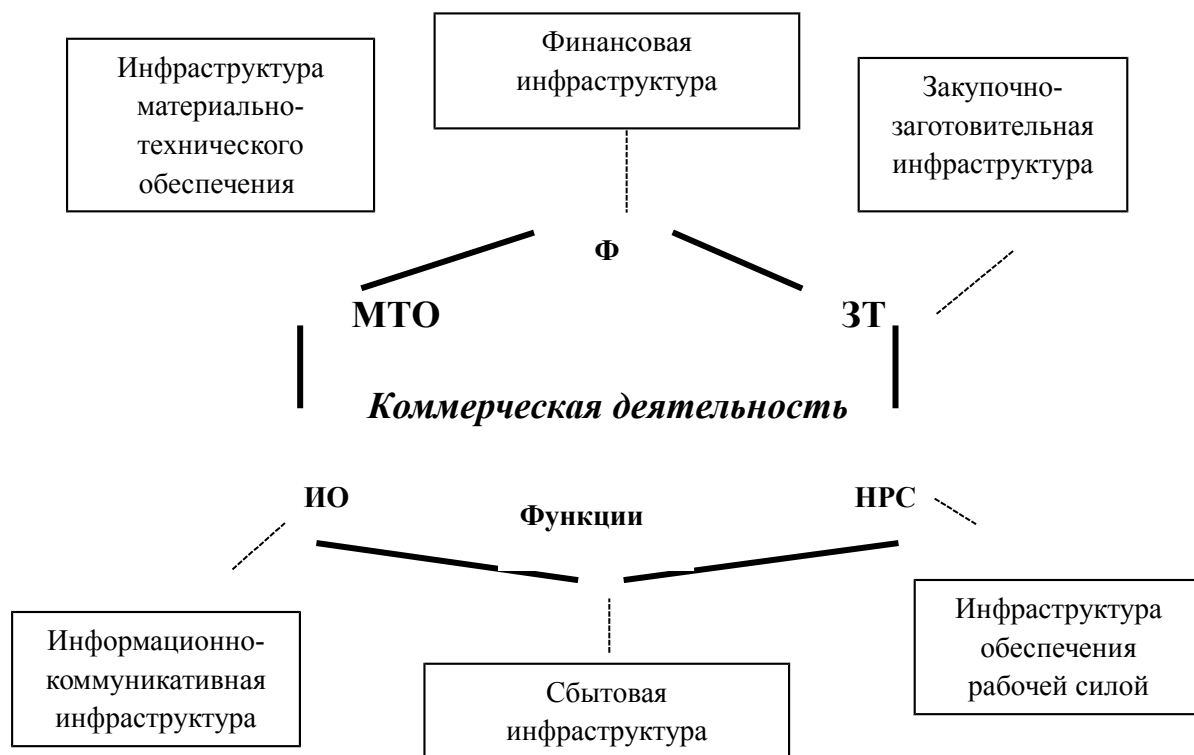 Финансовая
инфраструктура
Инфраструктура
материально-
технического
обеспечения
Закупочно-
заготовительная
инфраструктура
Ф
МТО
ЗТ
Коммерческая деятельность
ИО
Функции
НРС
Информационно-
коммуникативная
инфраструктура
Сбытовая
инфраструктура
Инфраструктура
обеспечения
рабочей силой